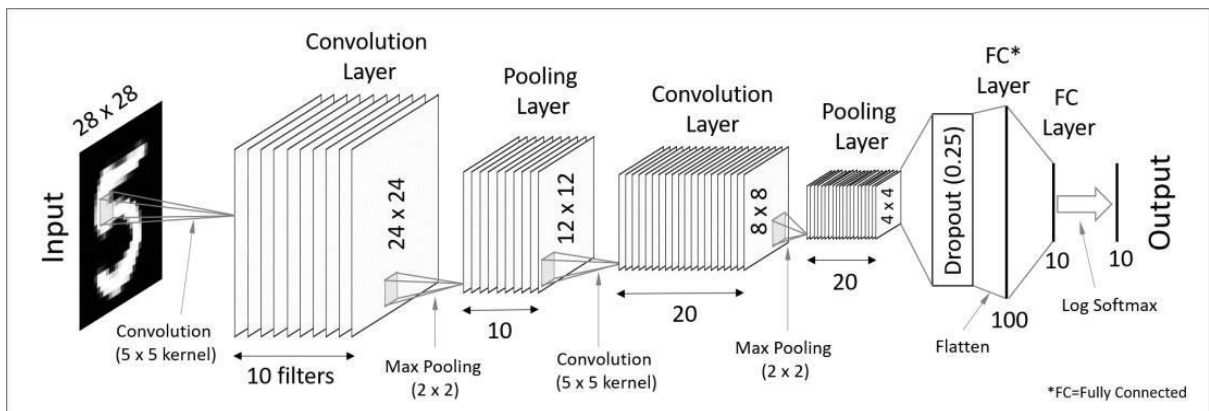 Input
28 x 28
Convolution
(5 x 5 kernel)
Convolution
Layer
24 x 24
10 filters
Max Pooling
(2 x 2)
Pooling
Layer
12 x 12
10
Convolution
(5 x 5 kernel)
Convolution
Layer
8 x 8
20
Max Pooling
(2 x 2)
Pooling
Layer
4 x 4
20
Dropout (0.25)
Flatten
FC*
Layer
100
FC
Layer
10
Log Softmax
10
Output
*FC=Fully Connected